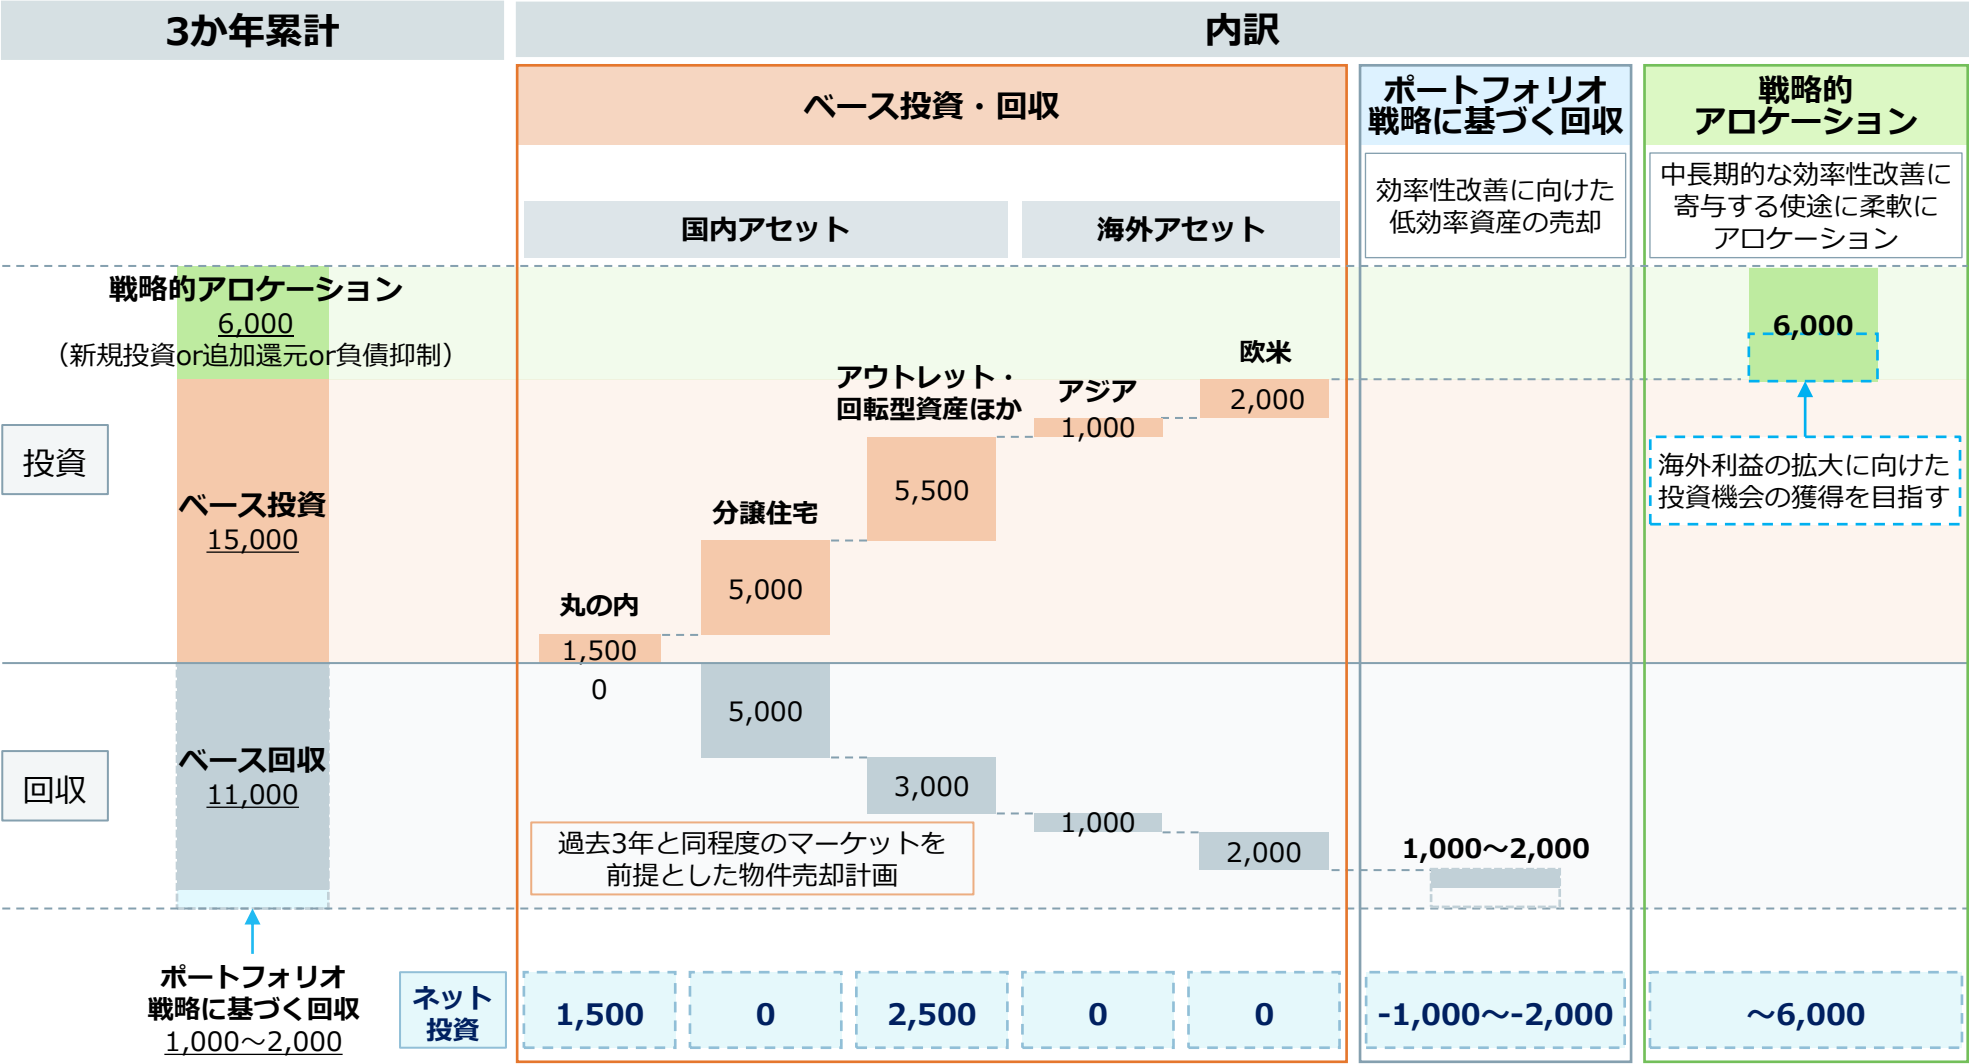 3か年累計
内訳
ベース投資・回収
ポートフォリオ
戦略に基づく回収
戦略的
アロケーション
効率性改善に向けた
低効率資産の売却
中長期的な効率性改善に
寄与する使途に柔軟に
アロケーション
国内アセット
海外アセット
戦略的アロケーション
6,000
（新規投資or追加還元or負債抑制）
投資
ベース投資
15,000
丸の内
1,500
分譲住宅
5,000
アウトレット・
回転型資産ほか
5,500
アジア
1,000
欧米
2,000
6,000
海外利益の拡大に向けた
投資機会の獲得を目指す
回収
ベース回収
11,000
0
5,000
3,000
1,000
2,000
1,000～2,000
過去3年と同程度のマーケットを
前提とした物件売却計画
ポートフォリオ
戦略に基づく回収
1,000～2,000
ネット
投資
1,500
0
2,500
0
0
-1,000～-2,000
～6,000